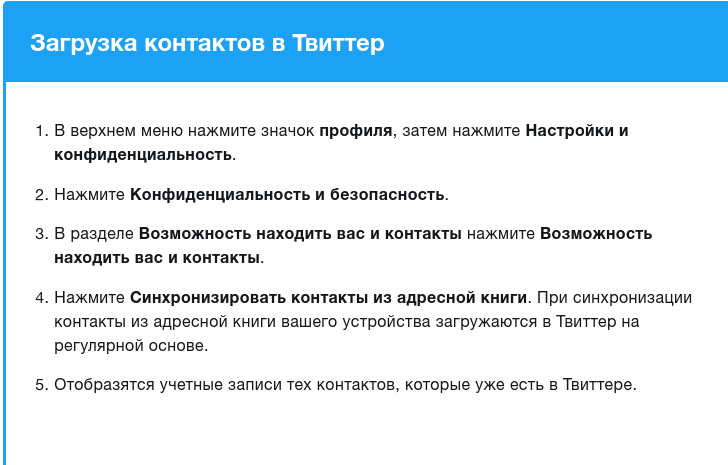 Загрузка контактов в Твиттер
1. В верхнем меню нажмите значок профиля, затем нажмите Настройки и
конфиденциальность.
2. Нажмите Конфиденциальность и безопасность.
3. В разделе Возможность находить вас и контакты нажмите Возможность
находить вас и контакты.
4. Нажмите Синхронизировать контакты из адресной книги. При синхронизации
контакты из адресной книги вашего устройства загружаются в Твиттер на
регулярной основе.
5. Отобразятся учетные записи тех контактов, которые уже есть в Твиттере.